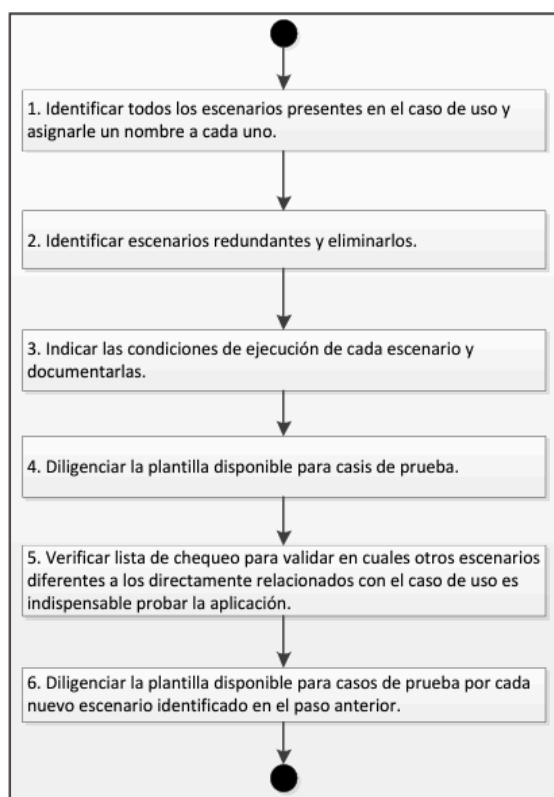 1. Identificar todos los escenarios presentes en el caso de uso y
asignarle un nombre a cada uno.
2. Identificar escenarios redundantes y eliminarlos.
3. Indicar las condiciones de ejecución de cada escenario y
documentarlas.
4. Diligenciar la plantilla disponible para casis de prueba.
5. Verificar lista de chequeo para validar en cuales otros escenarios
diferentes a los directamente relacionados con el caso de uso es
indispensable probar la aplicación.
6. Diligenciar la plantilla disponible para casos de prueba por cada
nuevo escenario identificado en el paso anterior.